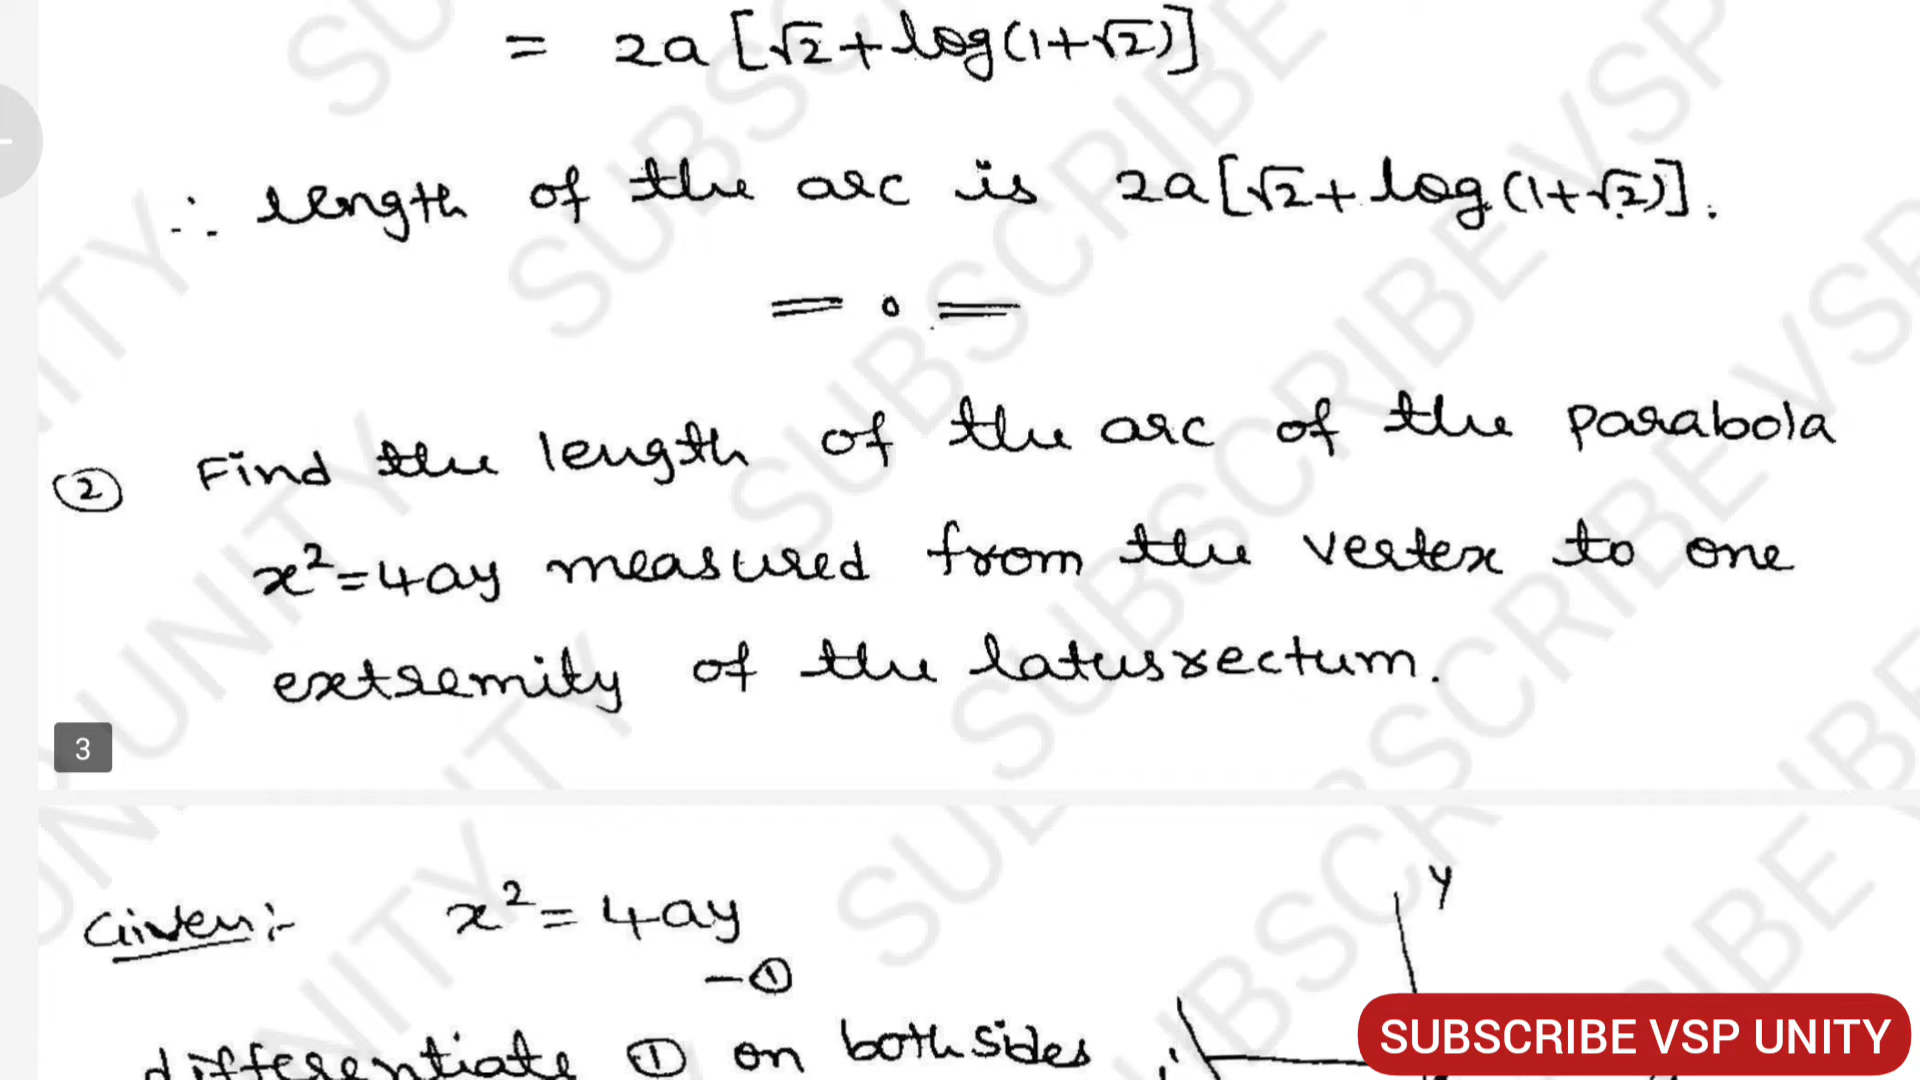 = 2a [√2 + log(1+√2)]
∴ length of the arc is 2a [√2 + log(1+√2)].
= ० =
② Find the length of the arc of the parabola
x² = 4ay measured from the vertex to one
extremity of the latusrectum.
3
Given:- x² = 4ay
y
-①
differentiate ① on both sides
SUBSCRIBE VSP UNITY